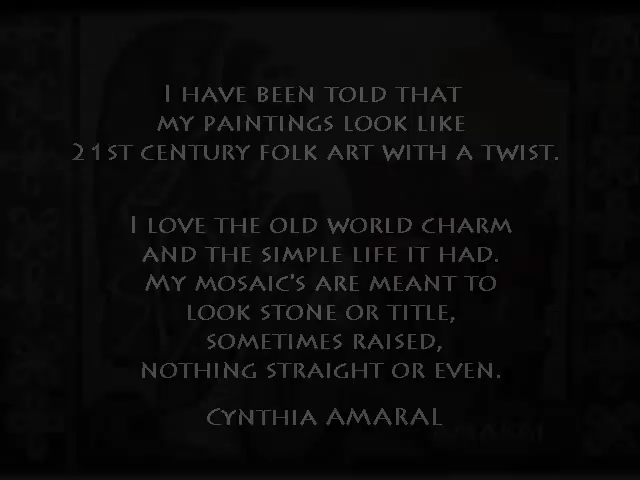 I HAVE BEEN TOLD THAT
MY PAINTINGS LOOK LIKE
21ST CENTURY FOLK ART WITH A TWIST.
I LOVE THE OLD WORLD CHARM
AND THE SIMPLE LIFE IT HAD.
MY MOSAIC'S ARE MEANT TO
LOOK STONE OR TITLE,
SOMETIMES RAISED,
NOTHING STRAIGHT OR EVEN.
CYNTHIA AMARAL